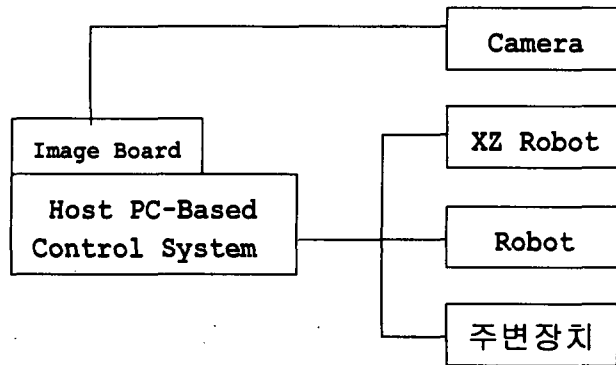 Camera
Image Board
XZ Robot
Host PC-Based
Control System
Robot
주변장치